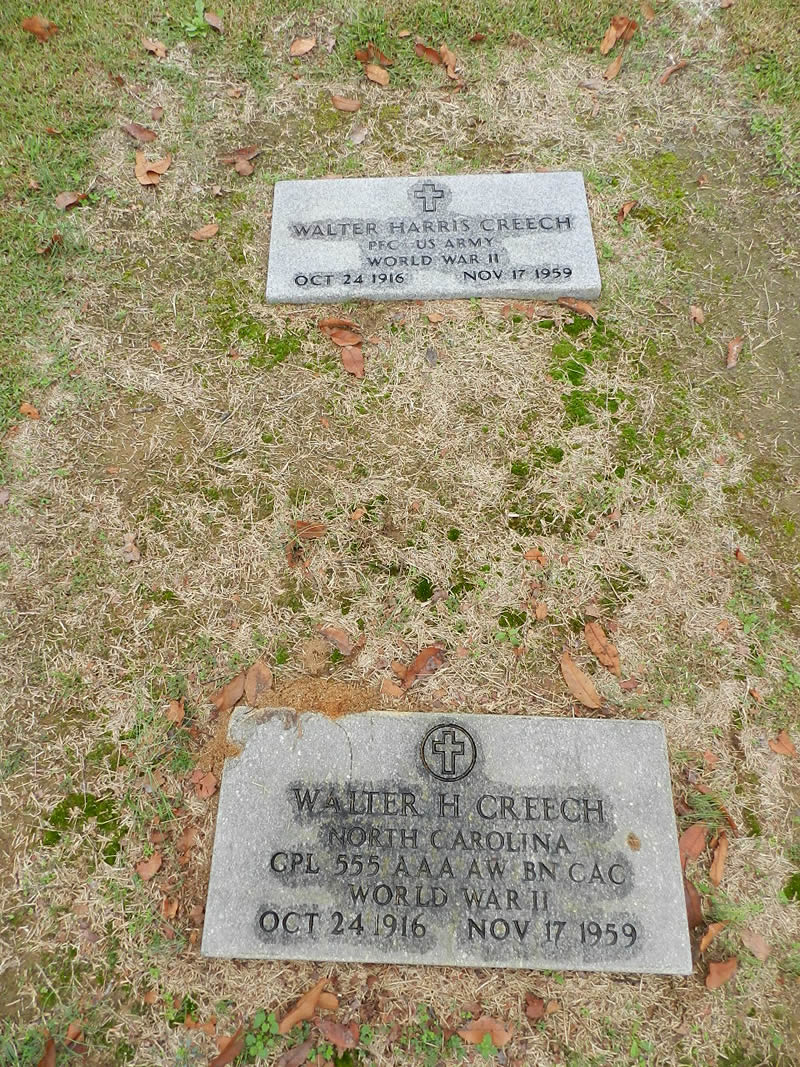 WALTER HARRIS CREECH
PFC US ARMY
WORLD WAR II
OCT 24 1916 NOV 17 1959
WALTER H CREECH
NORTH CAROLINA
CPL 555 AAA AW BN CAC
WORLD WAR II
OCT 24 1916 NOV 17 1959